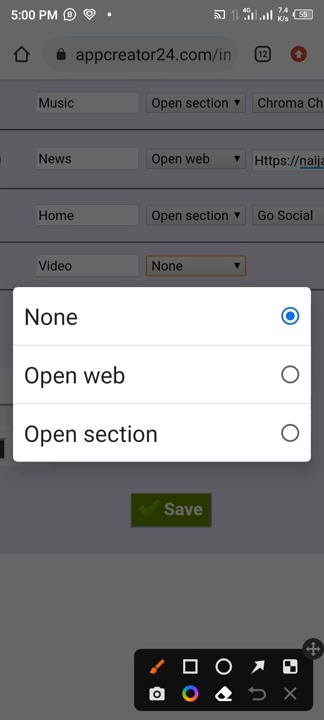 5:00 PM B 4G 7.4 K/s 55
appcreator24.com/in 12
Music Open section Chroma Ch
News Open web Https://naija
Home Open section Go Social
Video None
None
Open web
Open section
Save